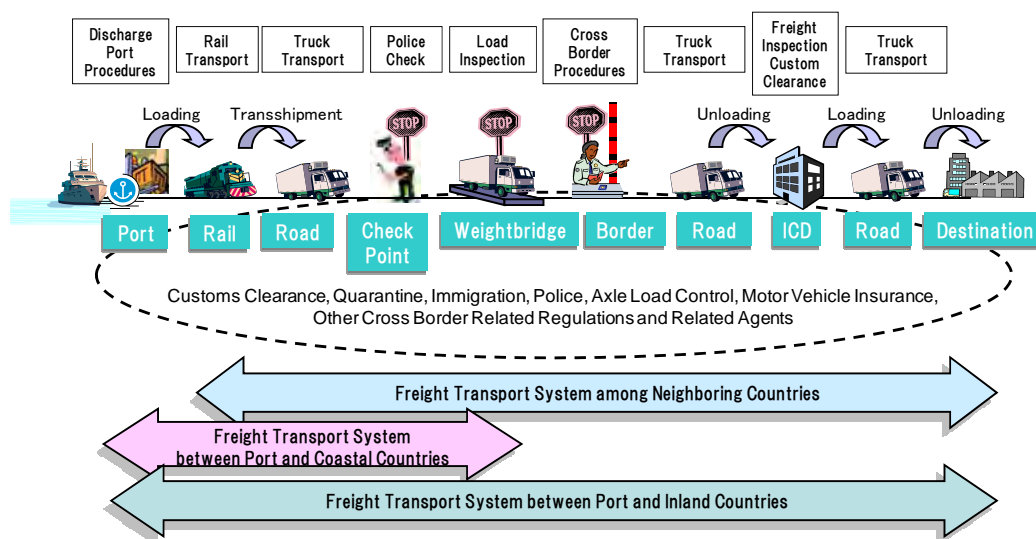 Discharge
Port
Procedures
Rail
Transport
Truck
Transport
Police
Check
Load
Inspection
Cross
Border
Procedures
Truck
Transport
Freight
Inspection
Custom
Clearance
Truck
Transport
Loading
Transshipment
Unloading
Loading
Unloading
STOP
STOP
STOP
Port
Rail
Road
Check
Point
Weightbridge
Border
Road
ICD
Road
Destination
Customs Clearance, Quarantine, Immigration, Police, Axle Load Control, Motor Vehicle Insurance,
Other Cross Border Related Regulations and Related Agents
Freight Transport System among Neighboring Countries
Freight Transport System
between Port and Coastal Countries
Freight Transport System between Port and Inland Countries